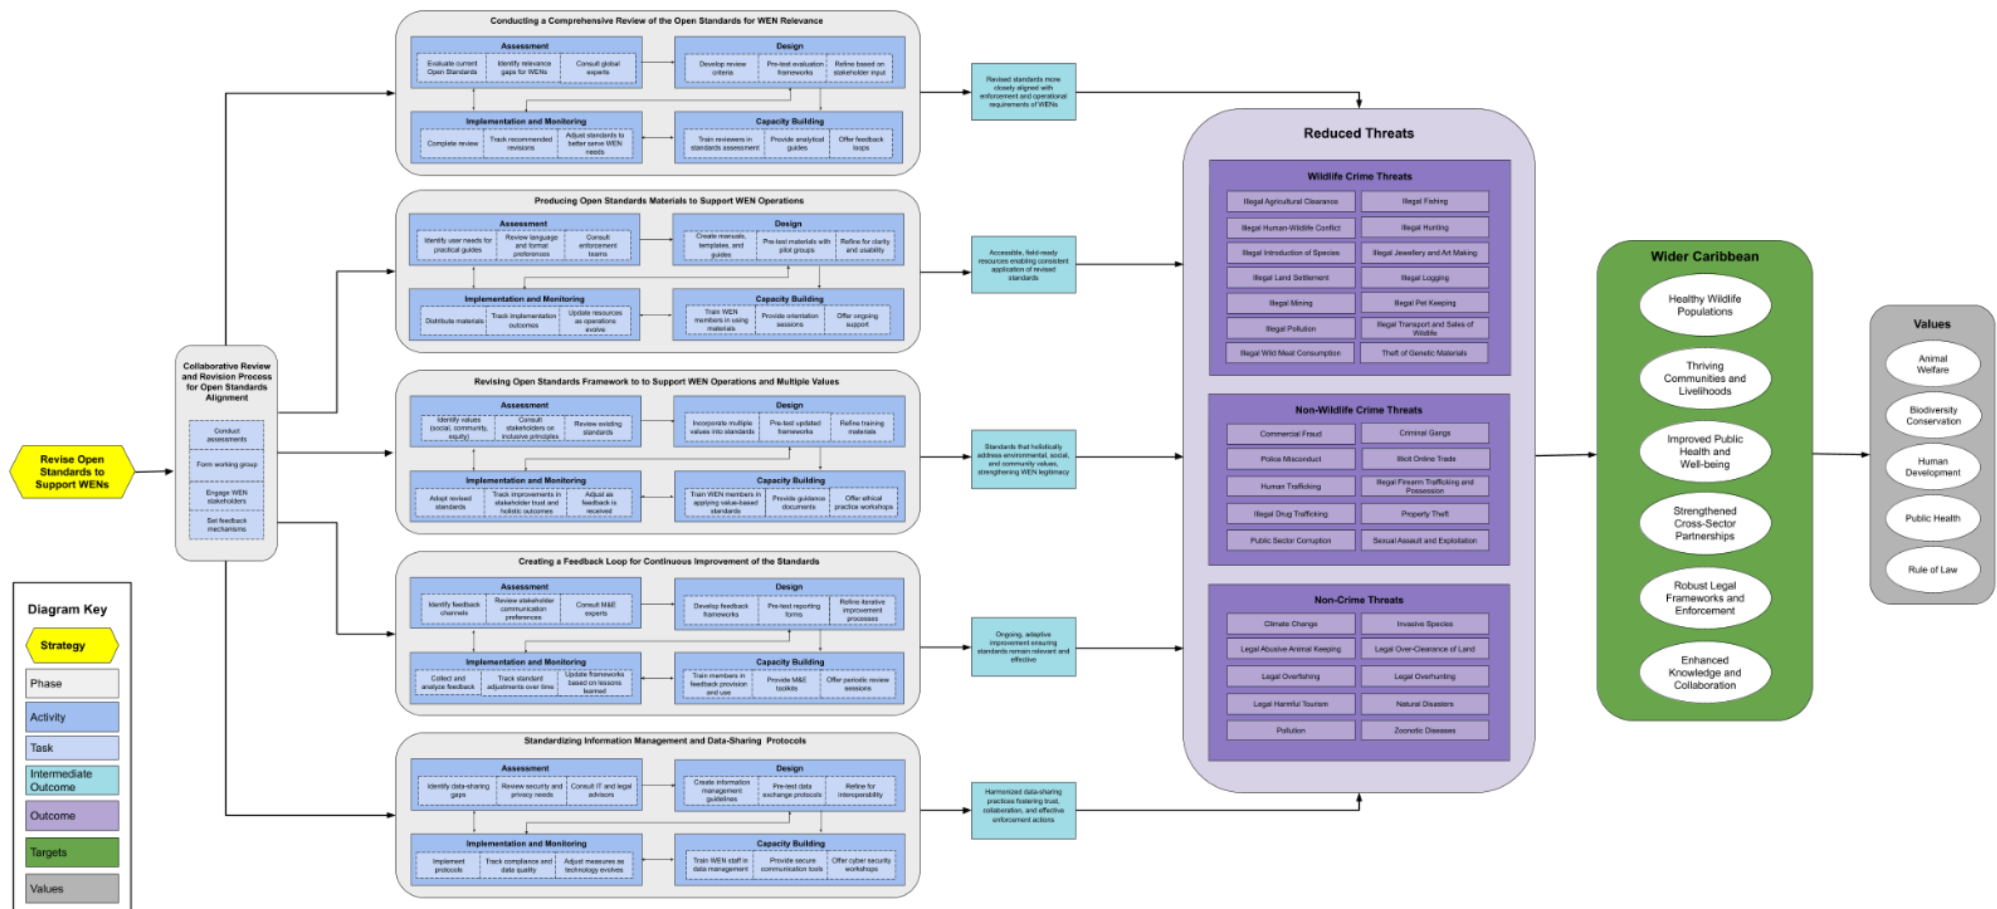 Conducting a Comprehensive Review of the Open Standards for WEN Relevance
Assessment
Evaluate current
Open Standards
Identify relevance
gaps for WENs
Consult global
experts
Design
Develop review
criteria
Pre-test evaluation
frameworks
Refine based on
stakeholder input
Implementation and Monitoring
Complete review
Track recommended
revisions
Adjust standards to
better serve WEN
needs
Capacity Building
Train reviewers in
standards assessment
Provide analytical
guides
Offer feedback
loops
Revised standards more
closely aligned with
enforcement and operational
requirements of WENs
Producing Open Standards Materials to Support WEN Operations
Assessment
Identify user needs for
practical guides
Review language
and format
preferences
Consult
enforcement
teams
Design
Create manuals,
templates, and
guides
Pre-test materials with
pilot groups
Refine for clarity
and usability
Implementation and Monitoring
Distribute materials
Track implementation
outcomes
Update resources
as operations
evolve
Capacity Building
Train WEN
members in using
materials
Provide orientation
sessions
Offer ongoing
support
Accessible, field-ready
resources enabling consistent
application of revised
standards
Collaborative Review
and Revision Process
for Open Standards
Alignment
Conduct
assessments
Form working group
Engage WEN
stakeholders
Set feedback
mechanisms
Revise Open
Standards to
Support WENs
Revising Open Standards Framework to to Support WEN Operations and Multiple Values
Assessment
Identify values
(social, community,
equity)
Consult
stakeholders on
inclusive principles
Review existing
standards
Design
Incorporate multiple
values into standards
Pre-test updated
frameworks
Refine training
materials
Implementation and Monitoring
Adopt revised
standards
Track improvements in
stakeholder trust and
holistic outcomes
Adjust as
feedback is
received
Capacity Building
Train WEN members in
applying value-based
standards
Provide guidance
documents
Offer ethical
practice workshops
Standards that holistically
address environmental, social,
and community values,
strengthening WEN legitimacy
Creating a Feedback Loop for Continuous Improvement of the Standards
Assessment
Identify feedback
channels
Review stakeholder
communication
preferences
Consult M&E
experts
Design
Develop feedback
frameworks
Pre-test reporting
forms
Refine iterative
improvement
processes
Implementation and Monitoring
Collect and
analyze feedback
Track standard
adjustments over time
Update frameworks
based on lessons
learned
Capacity Building
Train members in
feedback provision
and use
Provide M&E
toolkits
Offer periodic review
sessions
Ongoing, adaptive
improvement ensuring
standards remain relevant and
effective
Standardizing Information Management and Data-Sharing Protocols
Assessment
Identify data-sharing
gaps
Review security and
privacy needs
Consult IT and legal
advisors
Design
Create information
management
guidelines
Pre-test data
exchange protocols
Refine for
interoperability
Implementation and Monitoring
Implement
protocols
Track compliance and
data quality
Adjust measures as
technology evolves
Capacity Building
Train WEN staff in
data management
Provide secure
communication tools
Offer cyber security
workshops
Harmonized data-sharing
practices fostering trust,
collaboration, and effective
enforcement actions
Reduced Threats
Wildlife Crime Threats
Illegal Agricultural Clearance
Illegal Fishing
Illegal Human-Wildlife Conflict
Illegal Hunting
Illegal Introduction of Species
Illegal Jewellery and Art Making
Illegal Land Settlement
Illegal Logging
Illegal Mining
Illegal Pet Keeping
Illegal Pollution
Illegal Transport and Sales of
Wildlife
Illegal Wild Meat Consumption
Theft of Genetic Materials
Non-Wildlife Crime Threats
Commercial Fraud
Criminal Gangs
Police Misconduct
Illicit Online Trade
Human Trafficking
Illegal Firearm Trafficking and
Possession
Illegal Drug Trafficking
Property Theft
Public Sector Corruption
Sexual Assault and Exploitation
Non-Crime Threats
Climate Change
Invasive Species
Legal Abusive Animal Keeping
Legal Over-Clearance of Land
Legal Overfishing
Legal Overhunting
Legal Harmful Tourism
Natural Disasters
Pollution
Zoonotic Diseases
Wider Caribbean
Healthy Wildlife
Populations
Thriving
Communities and
Livelihoods
Improved Public
Health and
Well-being
Strengthened
Cross-Sector
Partnerships
Robust Legal
Frameworks and
Enforcement
Enhanced
Knowledge and
Collaboration
Values
Animal
Welfare
Biodiversity
Conservation
Human
Development
Public Health
Rule of Law
Diagram Key
Strategy
Phase
Activity
Task
Intermediate
Outcome
Outcome
Targets
Values